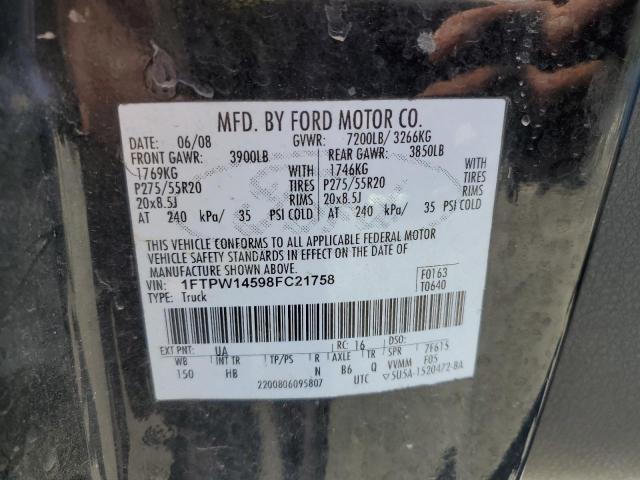 MFD. BY FORD MOTOR CO.
DATE: 06/08 GVWR: 7200LB/ 3266KG
FRONT GAWR: 3900LB REAR GAWR: 3850LB
1769KG WITH 1746KG WITH
P275/55R20 TIRES P275/55R20 TIRES
20x8.5J RIMS 20x8.5J RIMS
AT 240 kPa/ 35 PSI COLD AT 240 kPa/ 35 PSI COLD
THIS VEHICLE CONFORMS TO ALL APPLICABLE FEDERAL MOTOR
VEHICLE SAFETY STANDARDS IN EFFECT ON THE DATE OF
MANUFACTURE SHOWN ABOVE.
VIN: 1FTPW14598FC21758 F0163
TYPE: Truck T0640
EXT PNT: UA RC: 16 DSO:
WB INT TR TP/PS R AXLE TR SPR 7F61S
150 HB N B6 Q VVMM F05
2200806095807 UTC ▽5U5A-1520472-BA